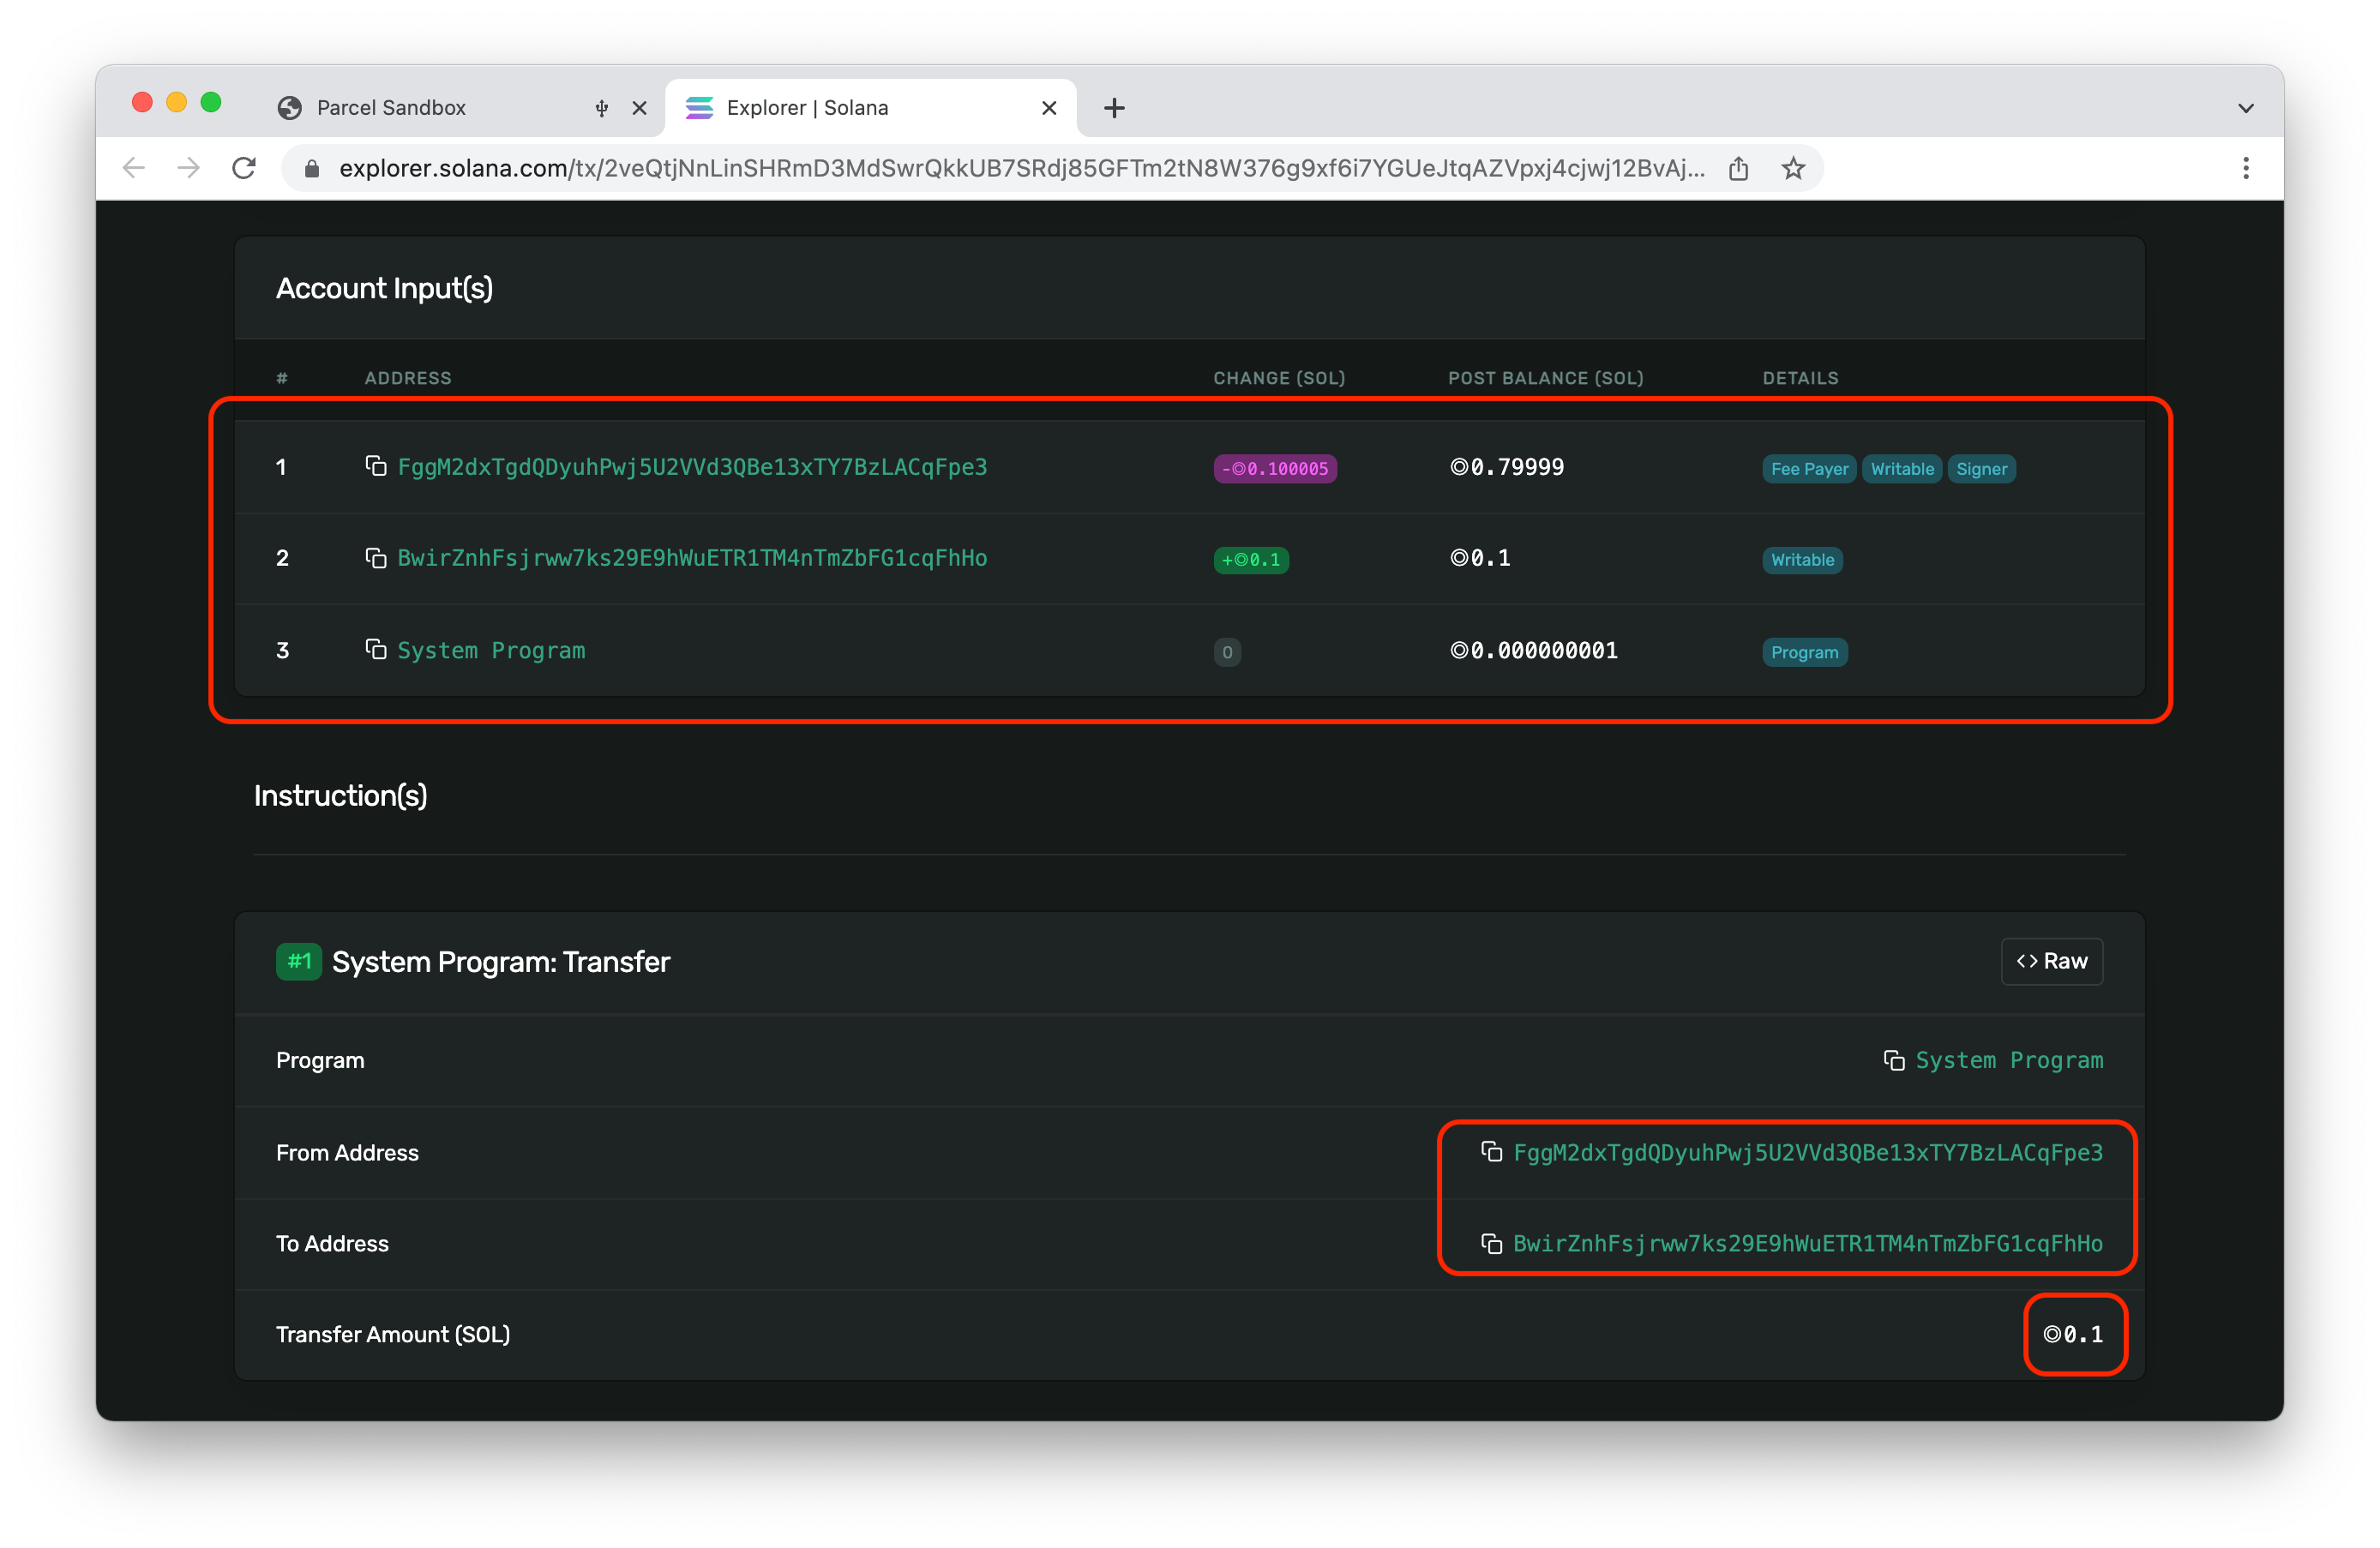 Parcel Sandbox
Explorer | Solana
explorer.solana.com/tx/2veQtjNnLinSHRmD3MdSwrQkkUB7SRdj85GFTm2tN8W376g9xf6i7YGUeJtqAZVpxj4cjwj12BvAj...
Account Input(s)
# ADDRESS CHANGE (SOL) POST BALANCE (SOL) DETAILS
1 FggM2dxTgdQDyuhPwj5U2VVd3QBe13xTY7BzLACqFpe3 -◎0.100005 ◎0.79999 Fee Payer Writable Signer
2 BwirZnhFsjrww7ks29E9hWuETR1TM4nTmZbFG1cqFhHo +◎0.1 ◎0.1 Writable
3 System Program 0 ◎0.000000001 Program
Instruction(s)
#1 System Program: Transfer <> Raw
Program System Program
From Address FggM2dxTgdQDyuhPwj5U2VVd3QBe13xTY7BzLACqFpe3
To Address BwirZnhFsjrww7ks29E9hWuETR1TM4nTmZbFG1cqFhHo
Transfer Amount (SOL) ◎0.1